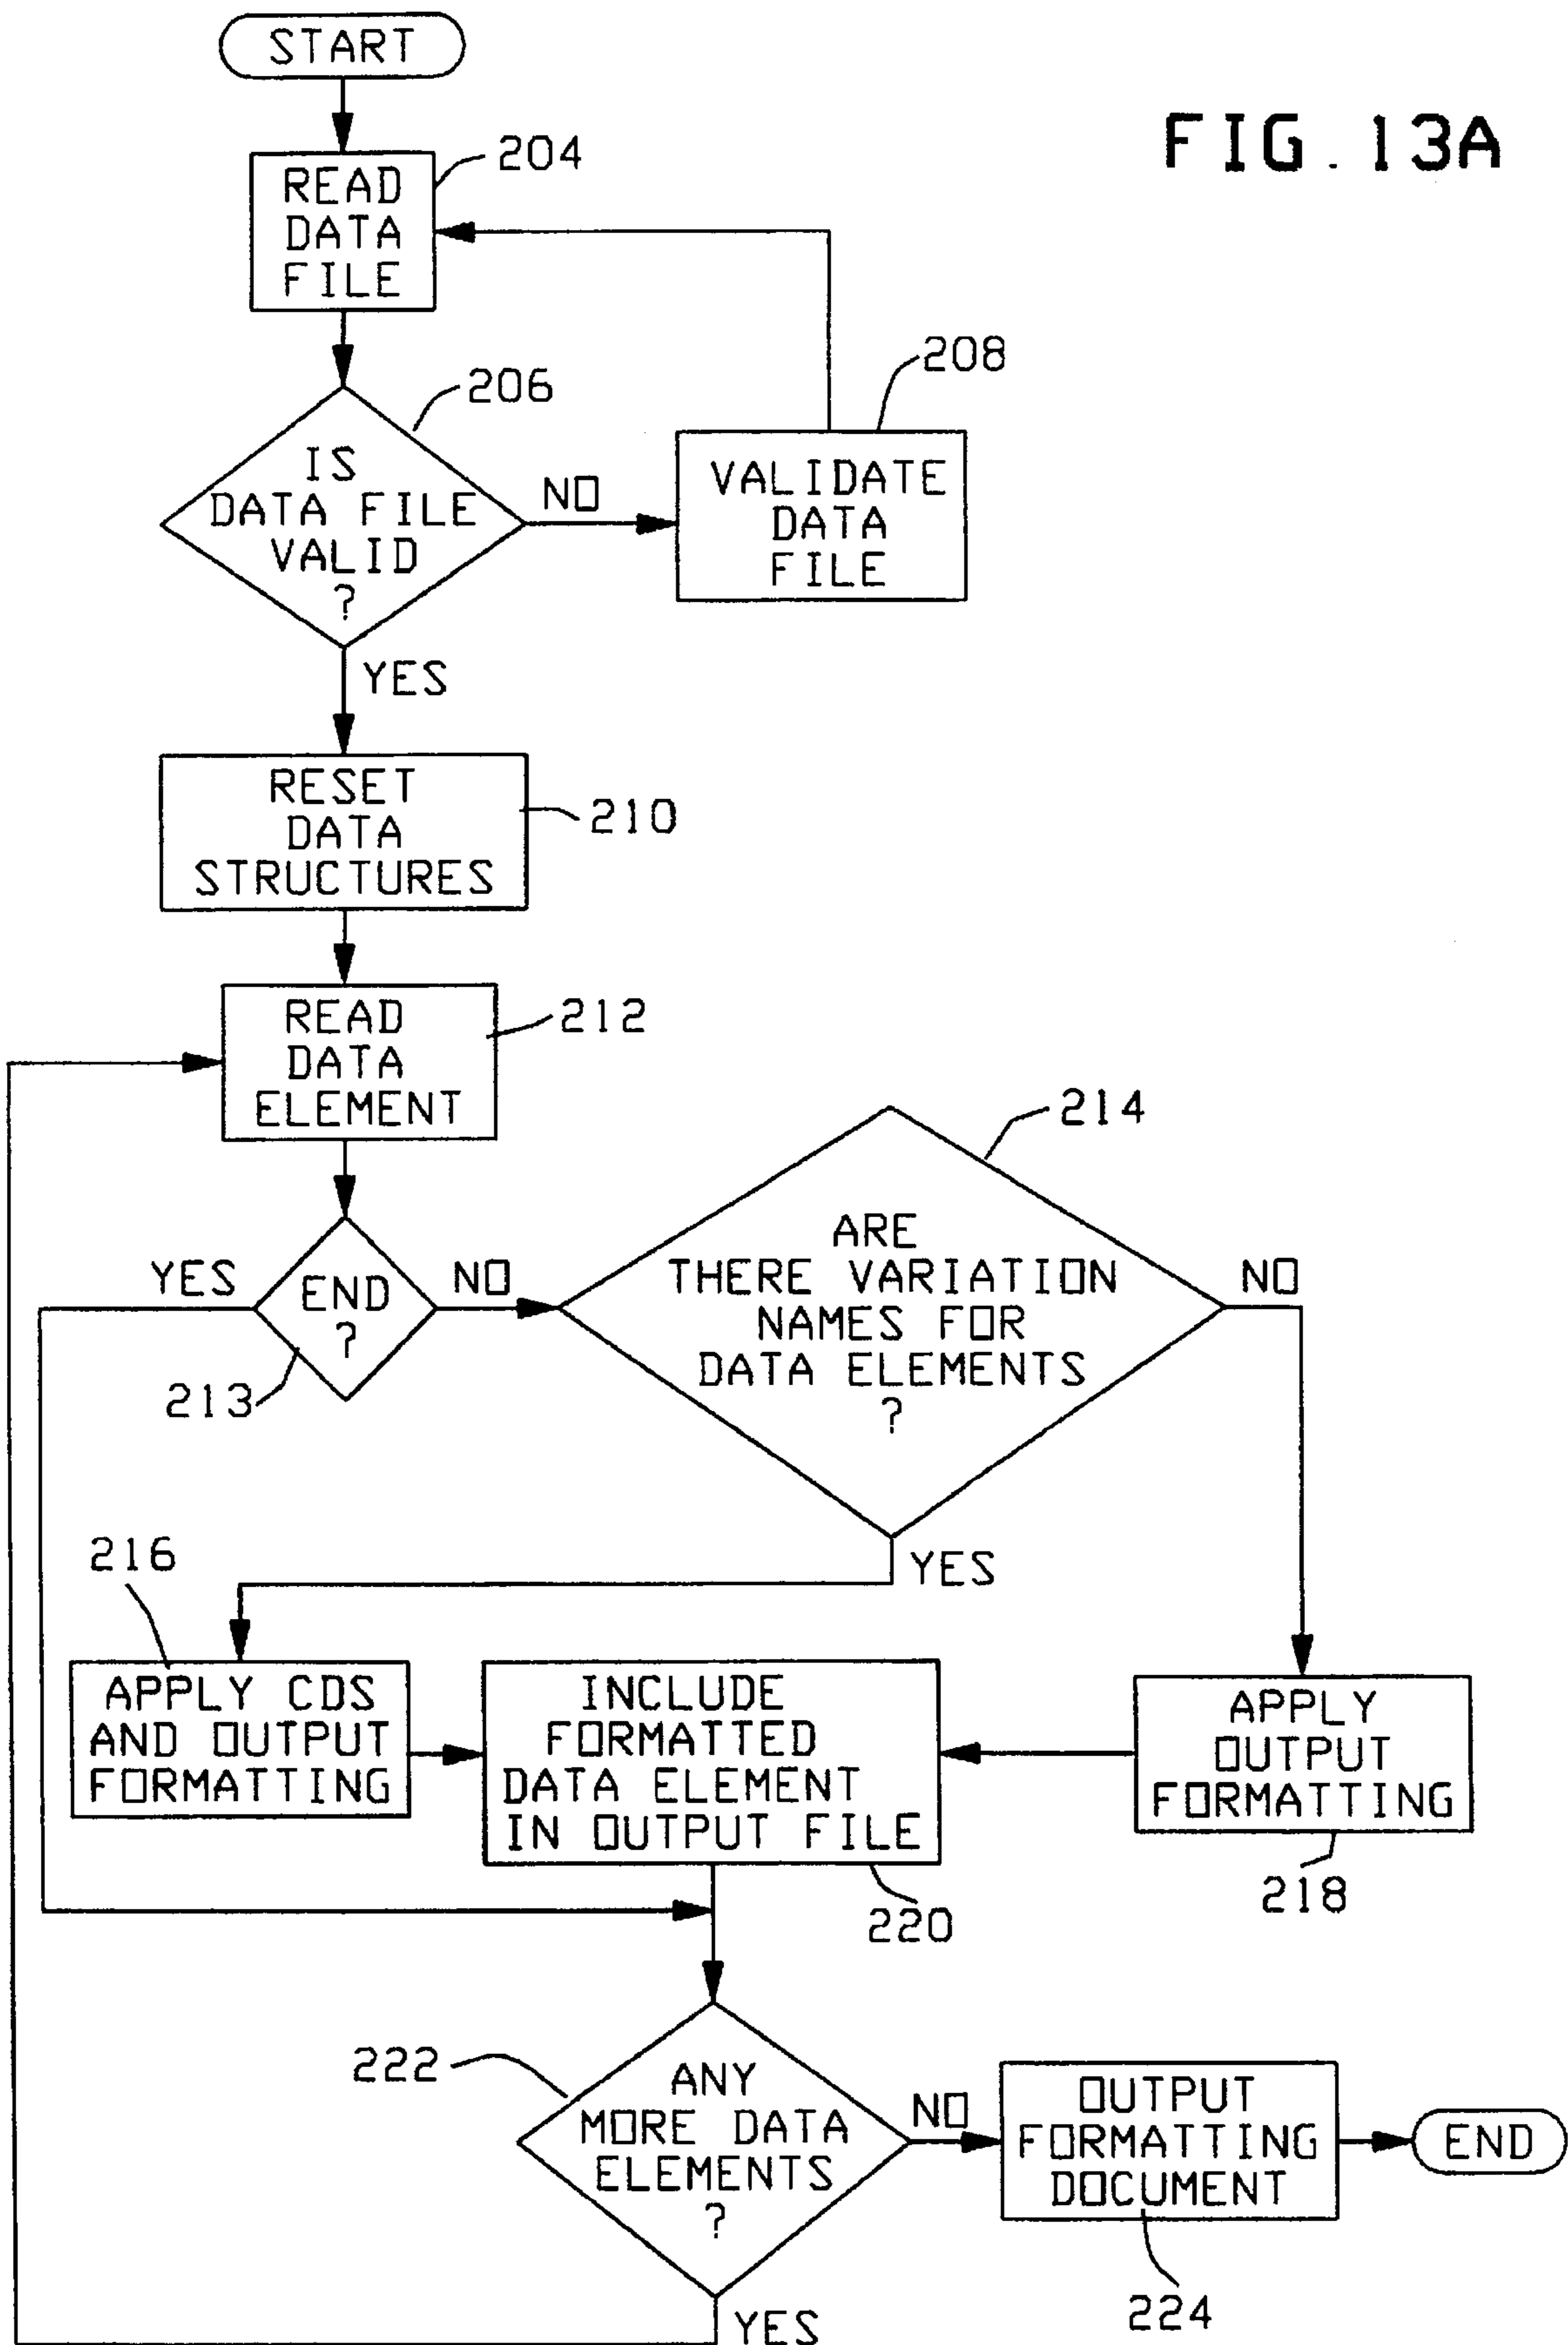 START
FIG. 13A
204
READ
DATA
FILE
206
208
IS
DATA FILE
VALID
?
NO
VALIDATE
DATA
FILE
YES
RESET
DATA
STRUCTURES
210
READ
DATA
ELEMENT
212
214
YES
END
?
NO
213
ARE
THERE VARIATION
NAMES FOR
DATA ELEMENTS
?
NO
YES
216
APPLY CDS
AND OUTPUT
FORMATTING
INCLUDE
FORMATTED
DATA ELEMENT
IN OUTPUT FILE
220
APPLY
OUTPUT
FORMATTING
218
222
ANY
MORE DATA
ELEMENTS
?
NO
OUTPUT
FORMATTING
DOCUMENT
224
END
YES